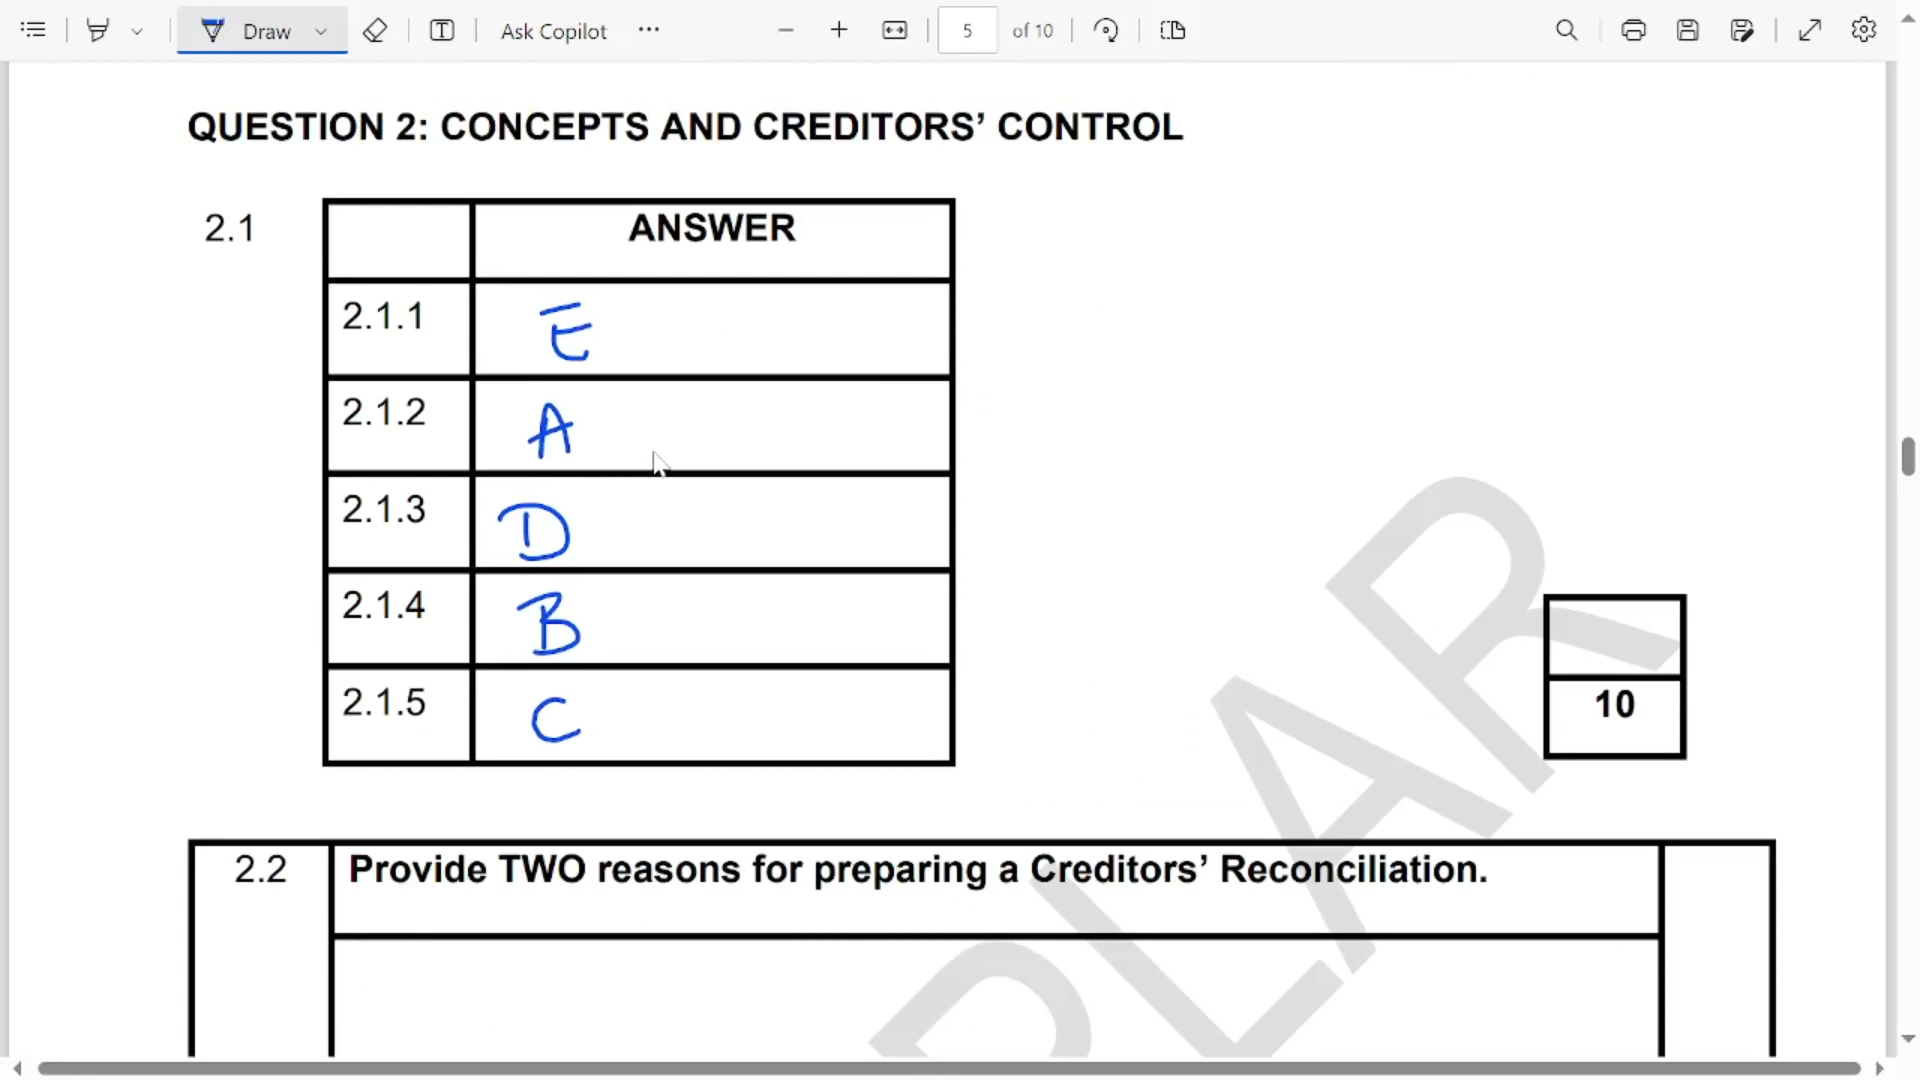 Draw
Ask Copilot
5 of 10
QUESTION 2: CONCEPTS AND CREDITORS’ CONTROL
2.1
ANSWER
2.1.1 E
2.1.2 A
2.1.3 D
2.1.4 B
2.1.5 C
10
2.2 Provide TWO reasons for preparing a Creditors’ Reconciliation.
PLAR